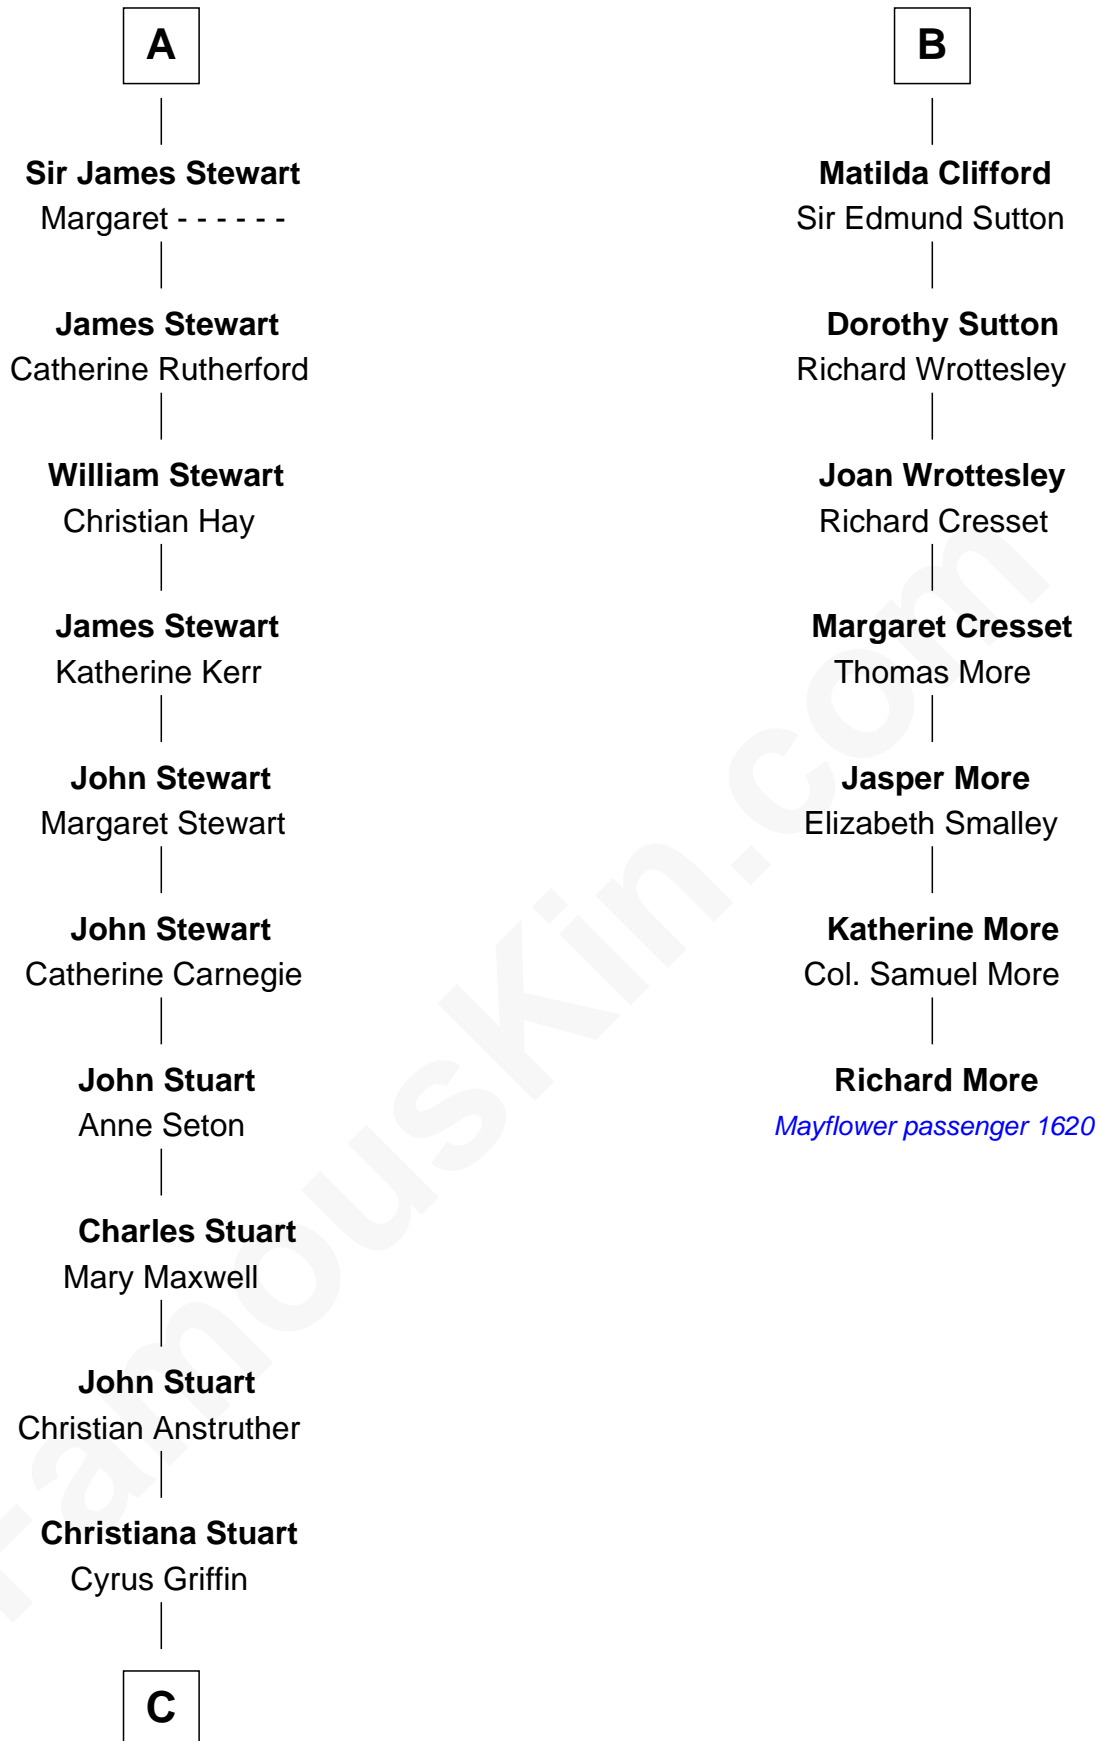 A
Sir James Stewart
Margaret - - - - - -
James Stewart
Catherine Rutherford
William Stewart
Christian Hay
James Stewart
Katherine Kerr
John Stewart
Margaret Stewart
John Stewart
Catherine Carnegie
John Stuart
Anne Seton
Charles Stuart
Mary Maxwell
John Stuart
Christian Anstruther
Christiana Stuart
Cyrus Griffin
C
B
Matilda Clifford
Sir Edmund Sutton
Dorothy Sutton
Richard Wrottesley
Joan Wrottesley
Richard Cresset
Margaret Cresset
Thomas More
Jasper More
Elizabeth Smalley
Katherine More
Col. Samuel More
Richard More
Mayflower passenger 1620
FamousKin.com